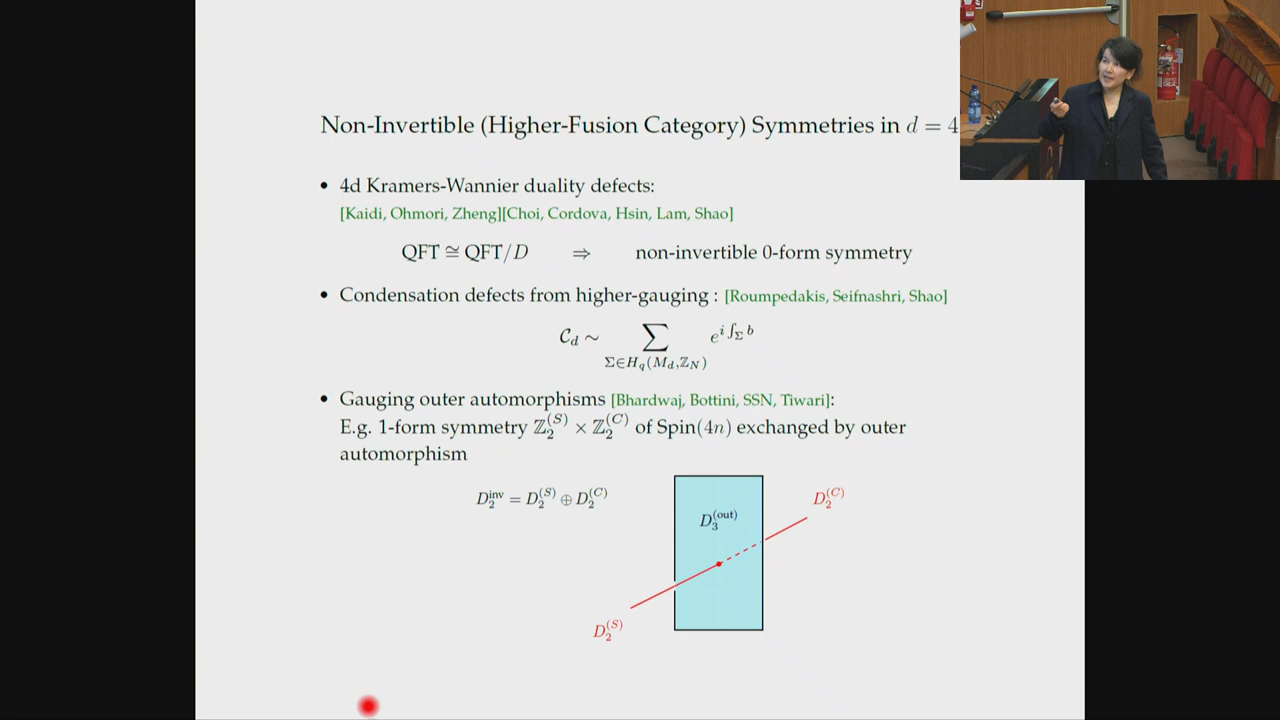 Non-Invertible (Higher-Fusion Category) Symmetries in d = 4
• 4d Kramers-Wannier duality defects:
[Kaidi, Ohmori, Zheng][Choi, Cordova, Hsin, Lam, Shao]
QFT ≅ QFT/D ⇒ non-invertible 0-form symmetry
• Condensation defects from higher-gauging : [Roumpedakis, Seifnashri, Shao]
𝒞_d ∼ ∑_{Σ∈H_q(M_d,ℤ_N)} e^{i∫_Σ b}
• Gauging outer automorphisms [Bhardwaj, Bottini, SSN, Tiwari]:
E.g. 1-form symmetry ℤ_2^{(S)} × ℤ_2^{(C)} of Spin(4n) exchanged by outer
automorphism
D_2^{inv} = D_2^{(S)} ⊕ D_2^{(C)}
D_2^{(C)}
D_3^{(out)}
D_2^{(S)}